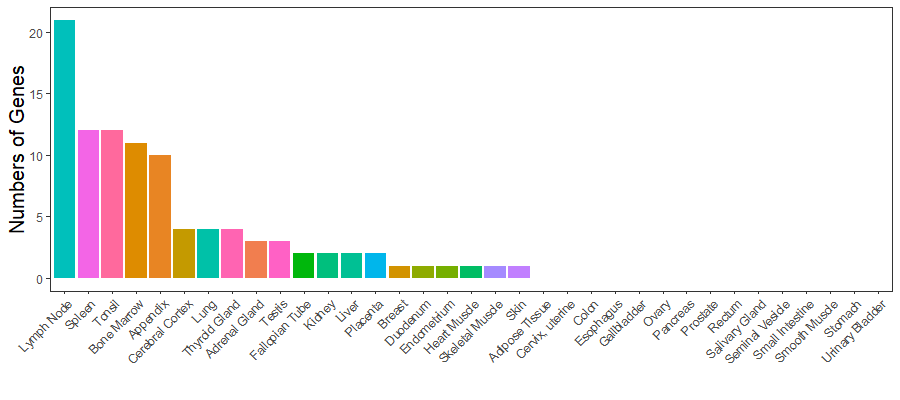 Numbers of Genes
20
15
10
5
0
Lymph Node
Spleen
Tonsil
Bone Marrow
Appendix
Cerebral Cortex
Lung
Thyroid Gland
Adrenal Gland
Testis
Fallopian Tube
Kidney
Liver
Placenta
Breast
Duodenum
Endometrium
Heart Muscle
Skeletal Muscle
Skin
Adipose Tissue
Cervix, uterine
Colon
Esophagus
Gallbladder
Ovary
Pancreas
Prostate
Rectum
Salivary Gland
Seminal Vesicle
Small Intestine
Smooth Muscle
Stomach
Urinary Bladder